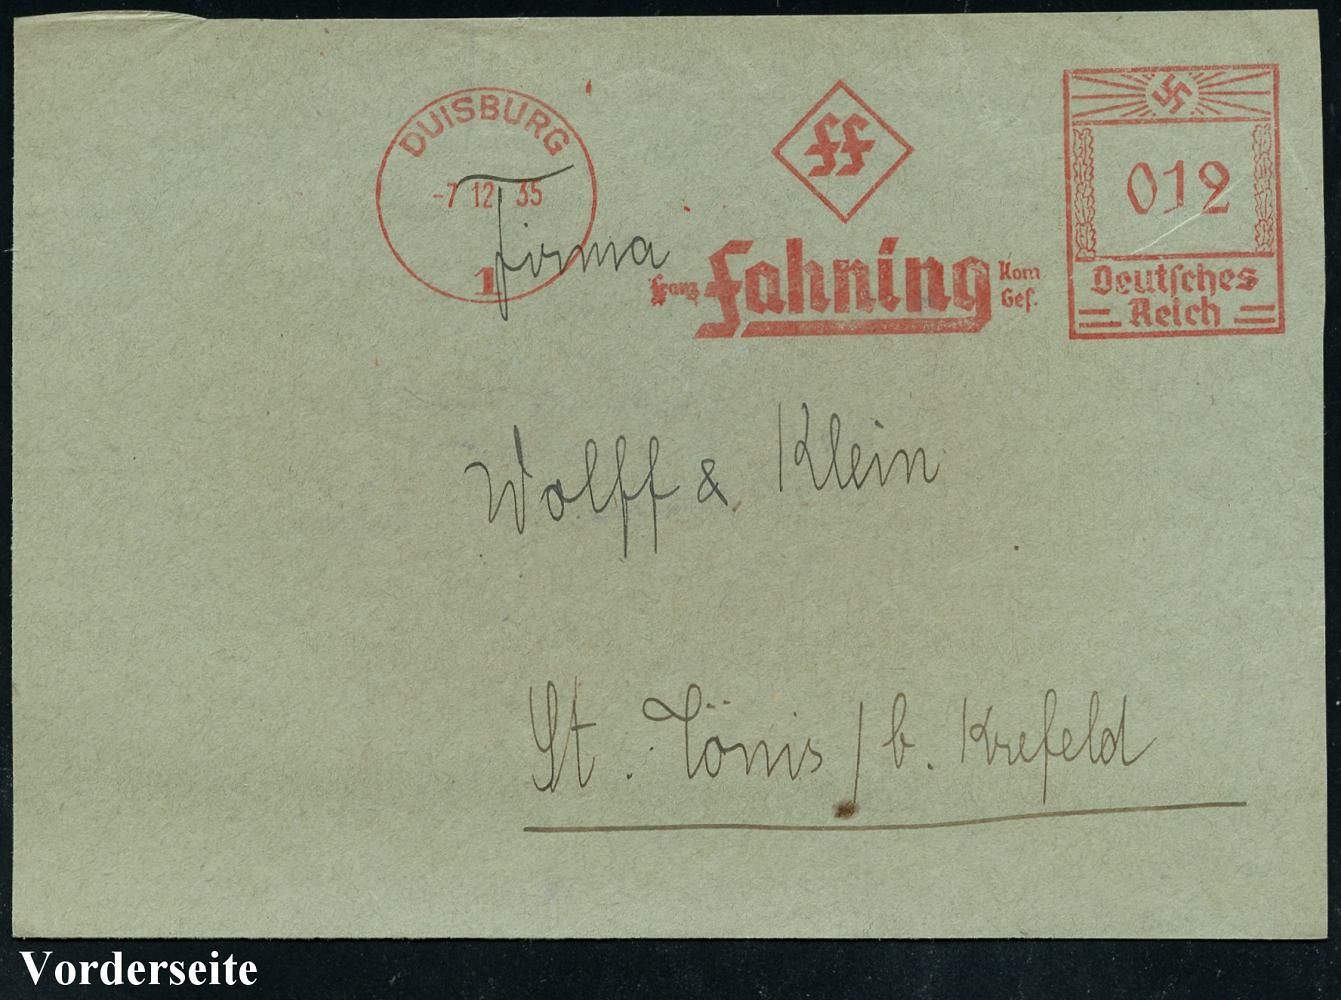 DUISBURG
-7 12 35
1
ff
Franz Fahning Kom Ges.
012
Deutsches
Reich
Firma
Wolff & Klein
St. Tönis / b. Krefeld
Vorderseite